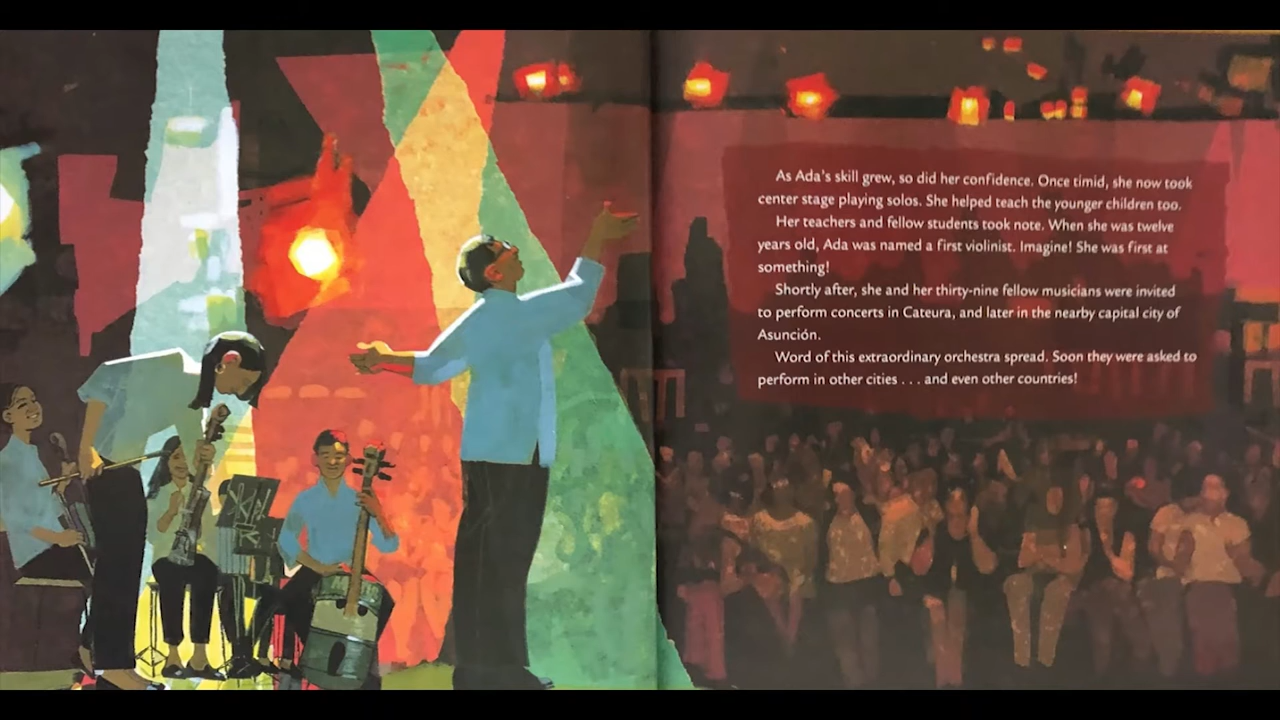 As Ada's skill grew, so did her confidence. Once timid, she now took
center stage playing solos. She helped teach the younger children too.
Her teachers and fellow students took note. When she was twelve
years old, Ada was named a first violinist. Imagine! She was first at
something!
Shortly after, she and her thirty-nine fellow musicians were invited
to perform concerts in Cateura, and later in the nearby capital city of
Asunción.
Word of this extraordinary orchestra spread. Soon they were asked to
perform in other cities . . . and even other countries!